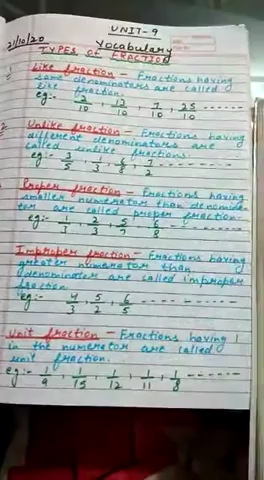 UNIT-9
21/10/20
Vocabulary
TYPES OF FRACTION
Like fraction - Fractions having
same denominators are called
like fraction.
eg:- 2/10, 12/10, 7/10, 25/10
Unlike fraction - Fractions having
different denominators are
called unlike fractions.
eg:- 3/5, 1/3, 6/8, 7/2
Proper fraction - Fractions having
smaller numerator than denomina-
tor are called proper fraction.
eg:- 1/3, 2/3, 5/7, 6/8
Improper fraction - Fractions having
greater numerator than
denominator are called improper
fraction.
eg:- 4/3, 5/2, 6/5
Unit fraction - Fractions having 1
in the numerator are called
unit fraction.
eg:- 1/9, 1/15, 1/12, 1/11, 1/8